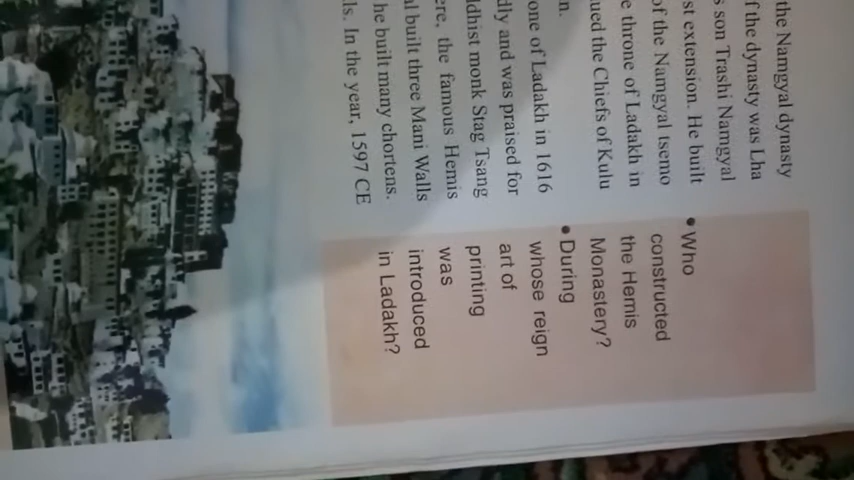 the Namgyal dynasty
f the dynasty was Lha
son Trashi Namgyal
st extension. He built
of the Namgyal tsemo
e throne of Ladakh in
ued the Chiefs of Kulu
n.
one of Ladakh in 1616
dly and was praised for
ldhist monk Stag Tsang
ere, the famous Hemis
al built three Mani Walls
he built many chortens.
ls. In the year, 1597 CE
• Who
constructed
the Hemis
Monastery?
• During
whose reign
art of
printing
was
introduced
in Ladakh?